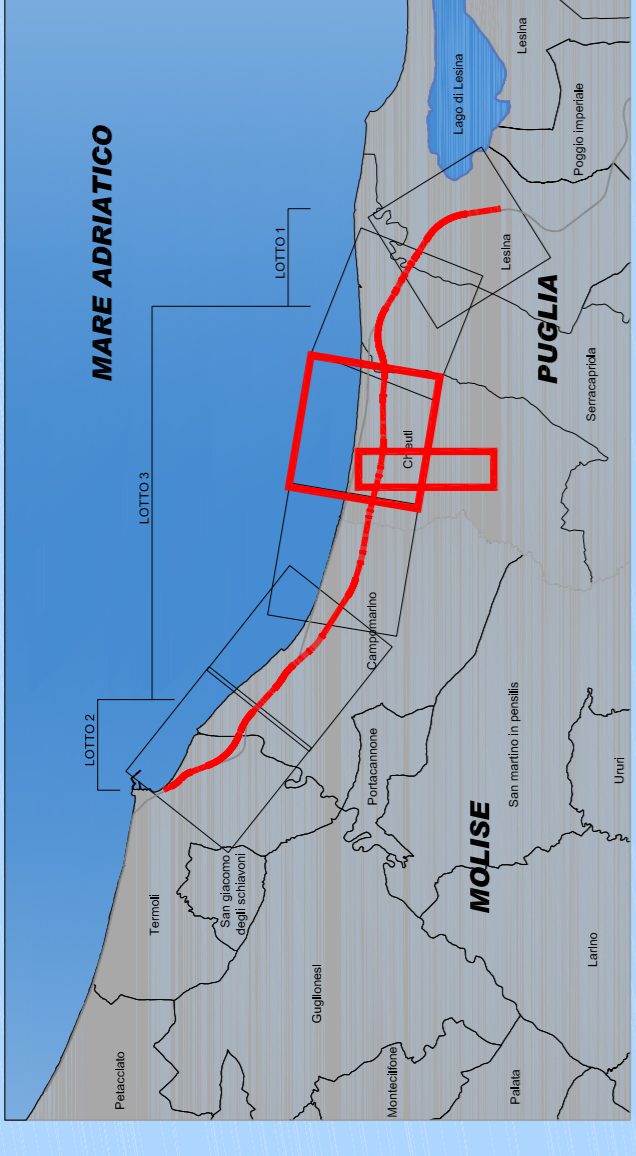 MARE ADRIATICO
LOTTO 2
LOTTO 3
LOTTO 1
Petacciato
Termoli
San giacomo
degli schiavoni
Guglionesi
Portacannone
Campomarino
Montecilfone
Chieuti
Lago di Lesina
MOLISE
Lesina
San martino in pensilis
Palata
Lesina
PUGLIA
Poggio imperiale
Serracapriola
Larino
Ururi